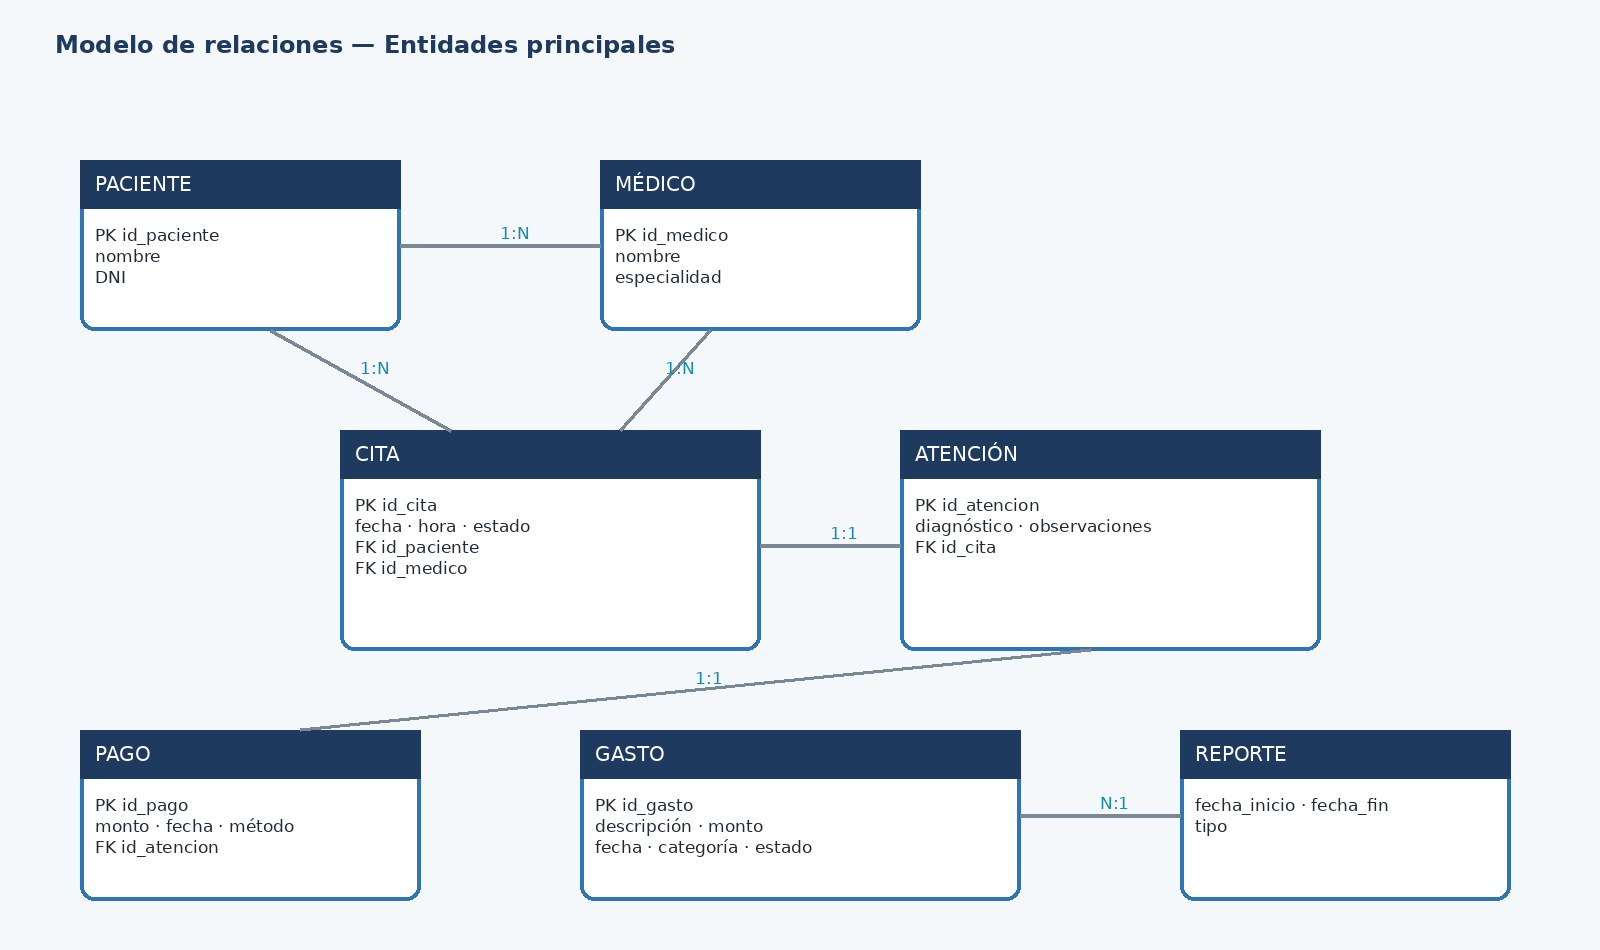 Modelo de relaciones — Entidades principales
PACIENTE
PK id_paciente
nombre
DNI
1:N
MÉDICO
PK id_medico
nombre
especialidad
1:N
1:N
CITA
PK id_cita
fecha · hora · estado
FK id_paciente
FK id_medico
1:1
ATENCIÓN
PK id_atencion
diagnóstico · observaciones
FK id_cita
1:1
PAGO
PK id_pago
monto · fecha · método
FK id_atencion
GASTO
PK id_gasto
descripción · monto
fecha · categoría · estado
N:1
REPORTE
fecha_inicio · fecha_fin
tipo